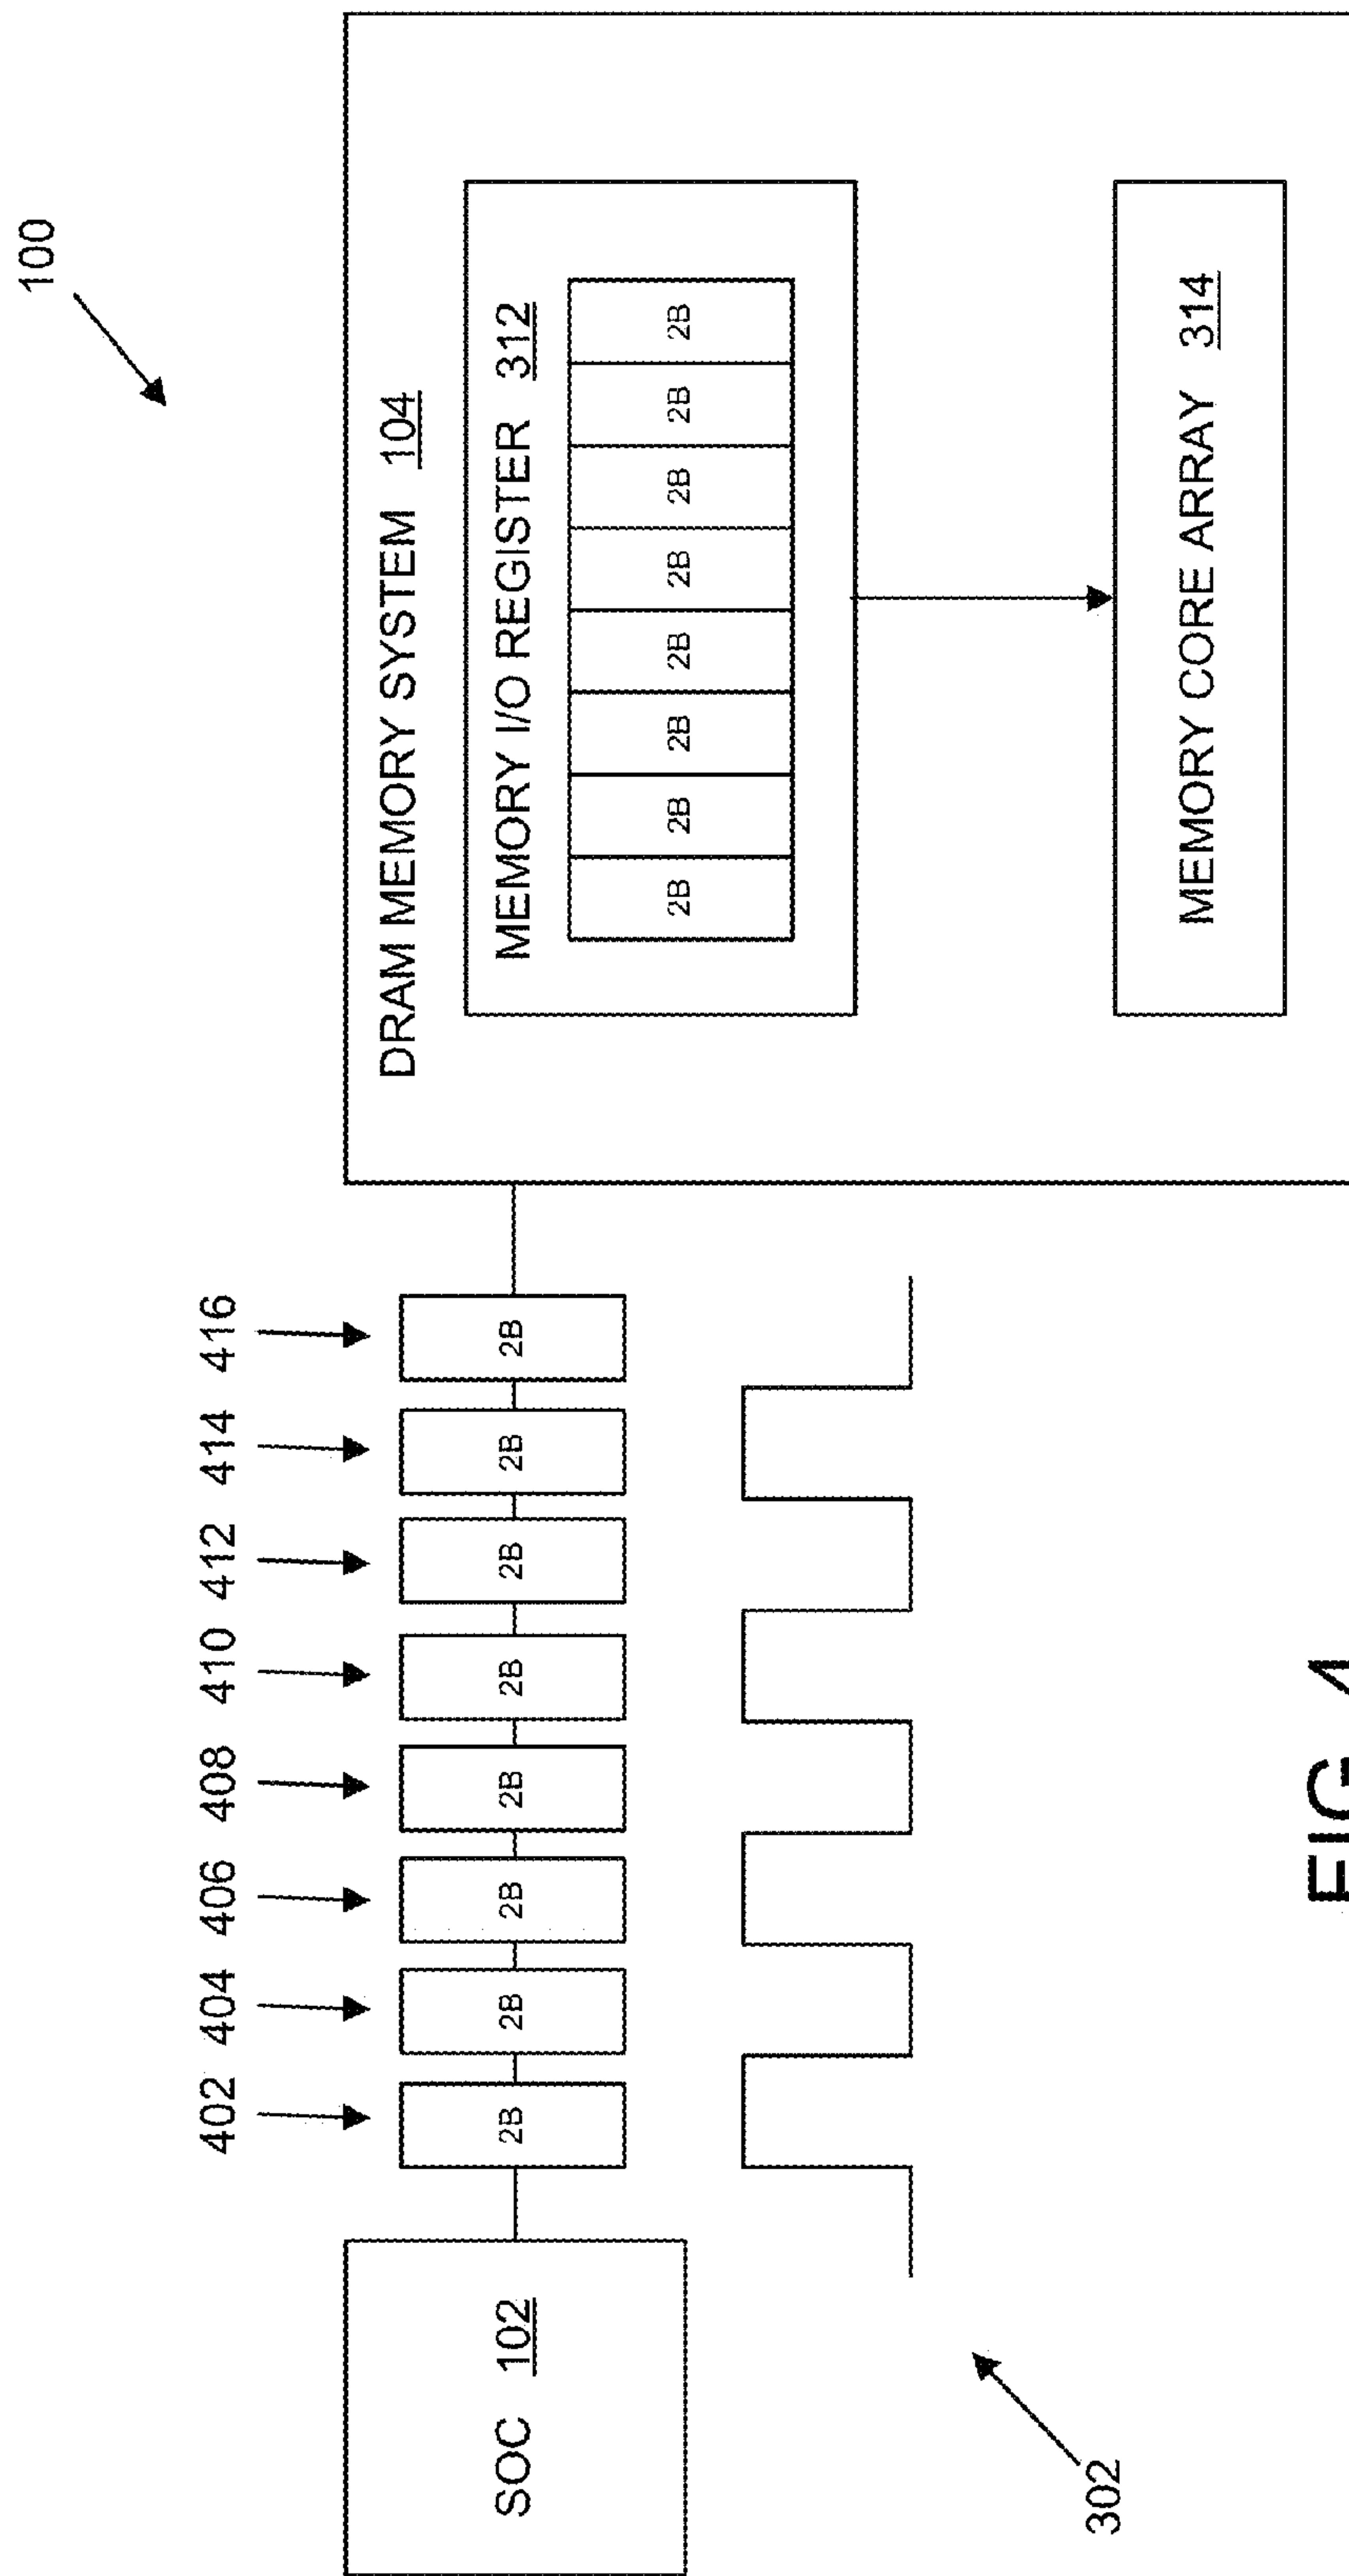 100
402 404 406 408 410 412 414 416
DRAM MEMORY SYSTEM 104
SOC 102
2B 2B 2B 2B 2B 2B 2B 2B
MEMORY I/O REGISTER 312
2B 2B 2B 2B 2B 2B 2B 2B
302
MEMORY CORE ARRAY 314
FIG. 4